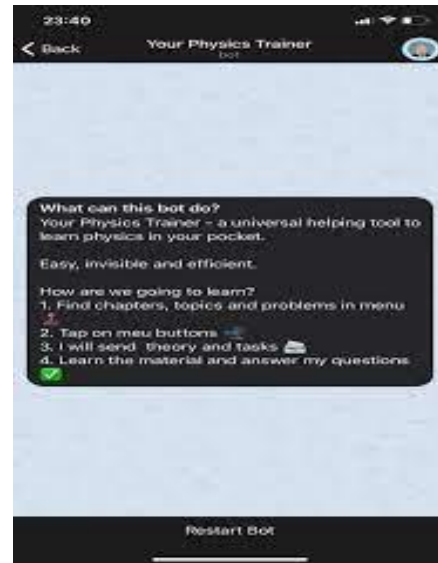 23:40
Back
Your Physics Trainer
bot
What can this bot do?
Your Physics Trainer – a universal helping tool to
learn physics in your pocket.
Easy, invisible and efficient.
How are we going to learn?
1. Find chapters, topics and problems in menu
2. Tap on meu buttons
3. I will send theory and tasks
4. Learn the material and answer my questions
Restart Bot